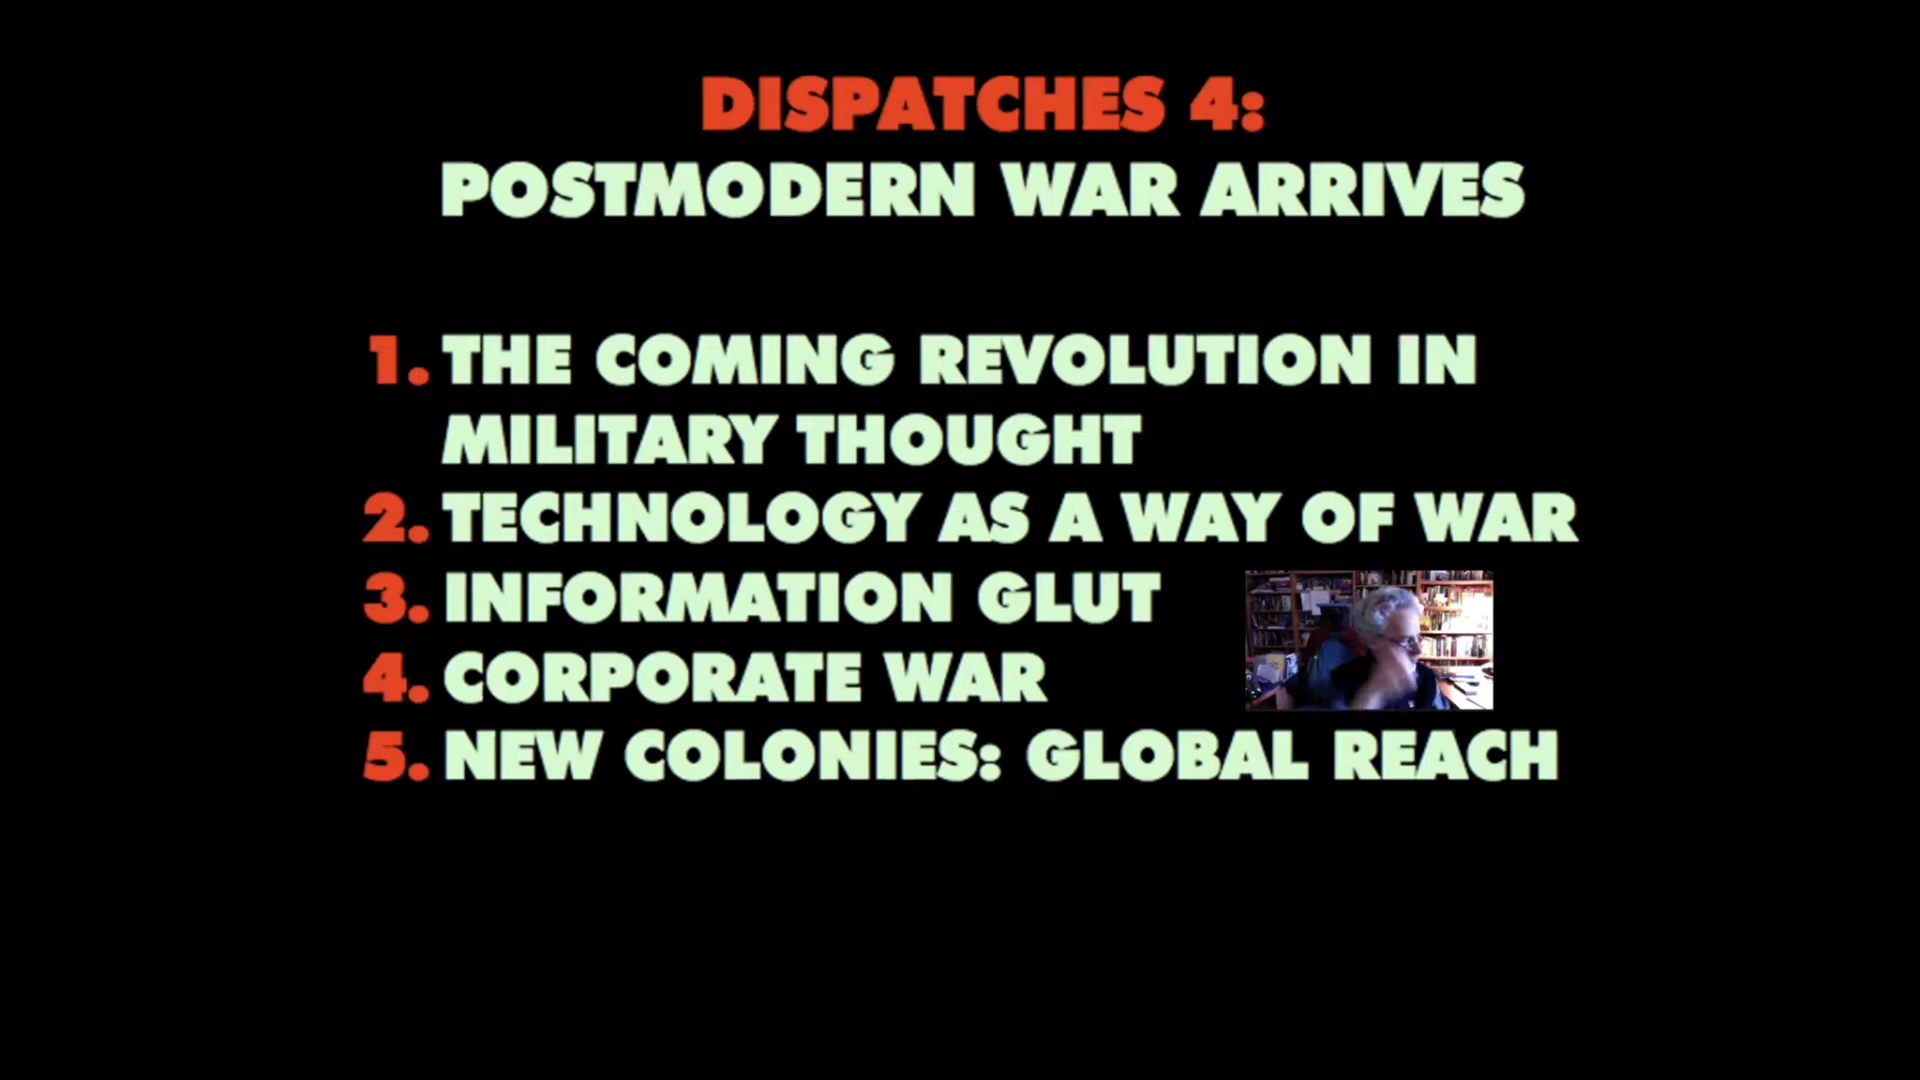 DISPATCHES 4:
POSTMODERN WAR ARRIVES
1. THE COMING REVOLUTION IN
MILITARY THOUGHT
2. TECHNOLOGY AS A WAY OF WAR
3. INFORMATION GLUT
4. CORPORATE WAR
5. NEW COLONIES: GLOBAL REACH